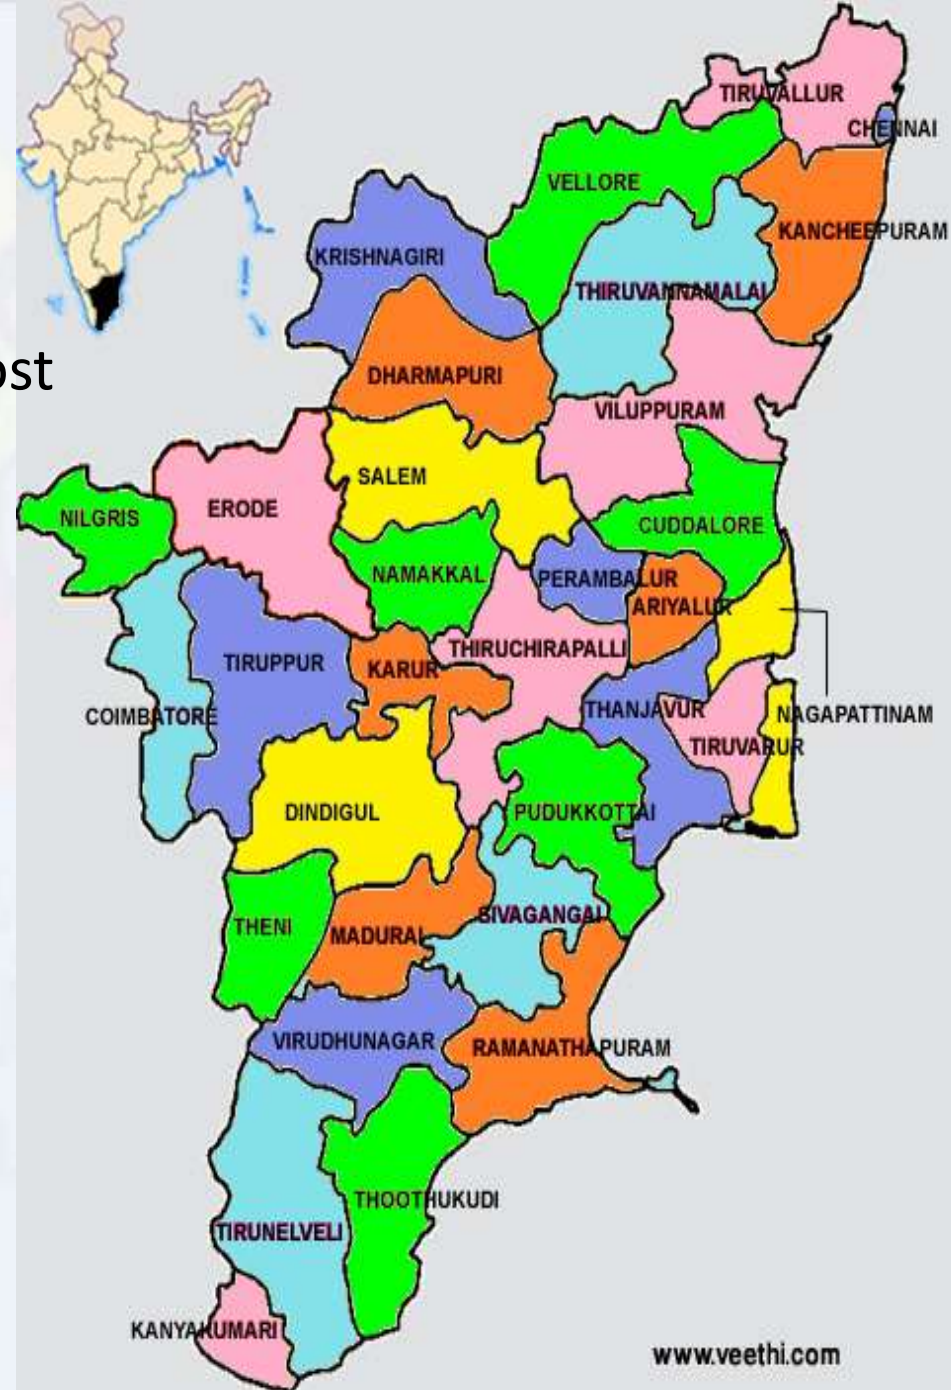 TIRUVALLUR
CHENNAI
VELLORE
KANCHEEPURAM
KRISHNAGIRI
THIRUVANNAMALAI
ost
DHARMAPURI
VILUPPURAM
SALEM
ERODE
NILGRIS
CUDDALORE
NAMAKKAL
PERAMBALUR
ARIYALUR
THIRUCHIRAPALLI
TIRUPPUR
KARUR
COIMBATORE
THANJAVUR
NAGAPATTINAM
TIRUVARUR
DINDIGUL
PUDUKKOTTAI
SIVAGANGAI
THENI
MADURAI
VIRUDHUNAGAR
RAMANATHAPURAM
THOOTHUKUDI
TIRUNELVELI
KANYAKUMARI
www.veethi.com